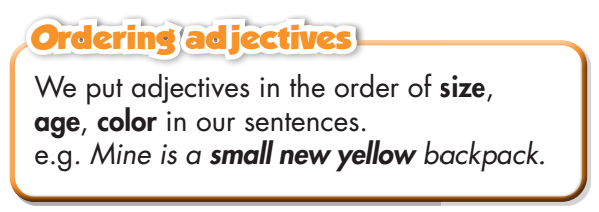 Ordering adjectives
We put adjectives in the order of size,
age, color in our sentences.
e.g. Mine is a small new yellow backpack.